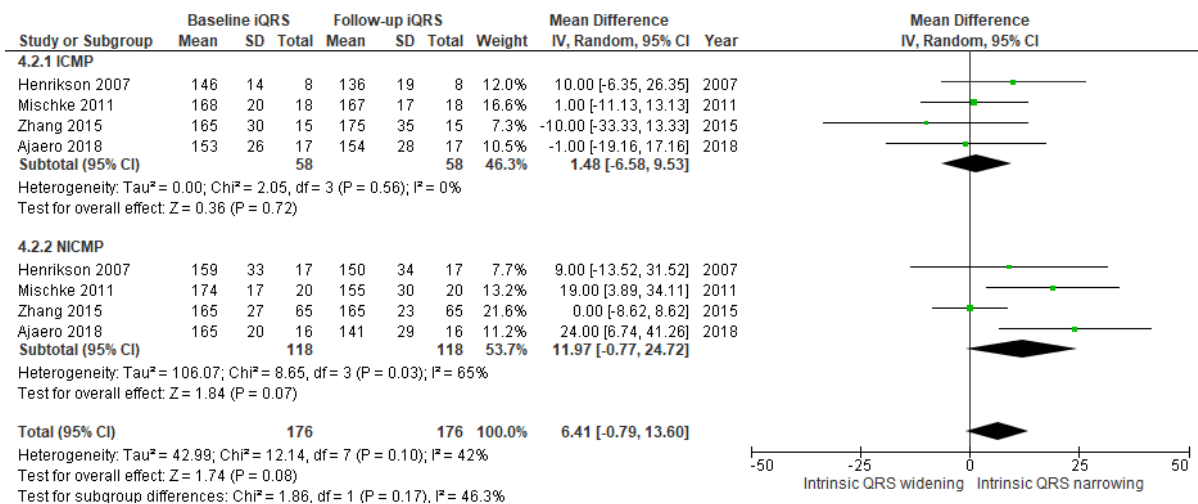 Baseline iQRS Follow-up iQRS Mean Difference Mean Difference
Study or Subgroup Mean SD Total Mean SD Total Weight IV, Random, 95% CI Year IV, Random, 95% CI
4.2.1 ICMP
Henrikson 2007 146 14 8 136 19 8 12.0% 10.00 [-6.35, 26.35] 2007
Mischke 2011 168 20 18 167 17 18 16.6% 1.00 [-11.13, 13.13] 2011
Zhang 2015 165 30 15 175 35 15 7.3% -10.00 [-33.33, 13.33] 2015
Ajaero 2018 153 26 17 154 28 17 10.5% -1.00 [-19.16, 17.16] 2018
Subtotal (95% CI) 58 58 46.3% 1.48 [-6.58, 9.53]
Heterogeneity: Tau² = 0.00; Chi² = 2.05, df = 3 (P = 0.56); I² = 0%
Test for overall effect: Z = 0.36 (P = 0.72)
4.2.2 NICMP
Henrikson 2007 159 33 17 150 34 17 7.7% 9.00 [-13.52, 31.52] 2007
Mischke 2011 174 17 20 155 30 20 13.2% 19.00 [3.89, 34.11] 2011
Zhang 2015 165 27 65 165 23 65 21.6% 0.00 [-8.62, 8.62] 2015
Ajaero 2018 165 20 16 141 29 16 11.2% 24.00 [6.74, 41.26] 2018
Subtotal (95% CI) 118 118 53.7% 11.97 [-0.77, 24.72]
Heterogeneity: Tau² = 106.07; Chi² = 8.65, df = 3 (P = 0.03); I² = 65%
Test for overall effect: Z = 1.84 (P = 0.07)
Total (95% CI) 176 176 100.0% 6.41 [-0.79, 13.60]
Heterogeneity: Tau² = 42.99; Chi² = 12.14, df = 7 (P = 0.10); I² = 42%
Test for overall effect: Z = 1.74 (P = 0.08)
Test for subgroup differences: Chi² = 1.86, df = 1 (P = 0.17), I² = 46.3%
-50 -25 0 25 50
Intrinsic QRS widening Intrinsic QRS narrowing